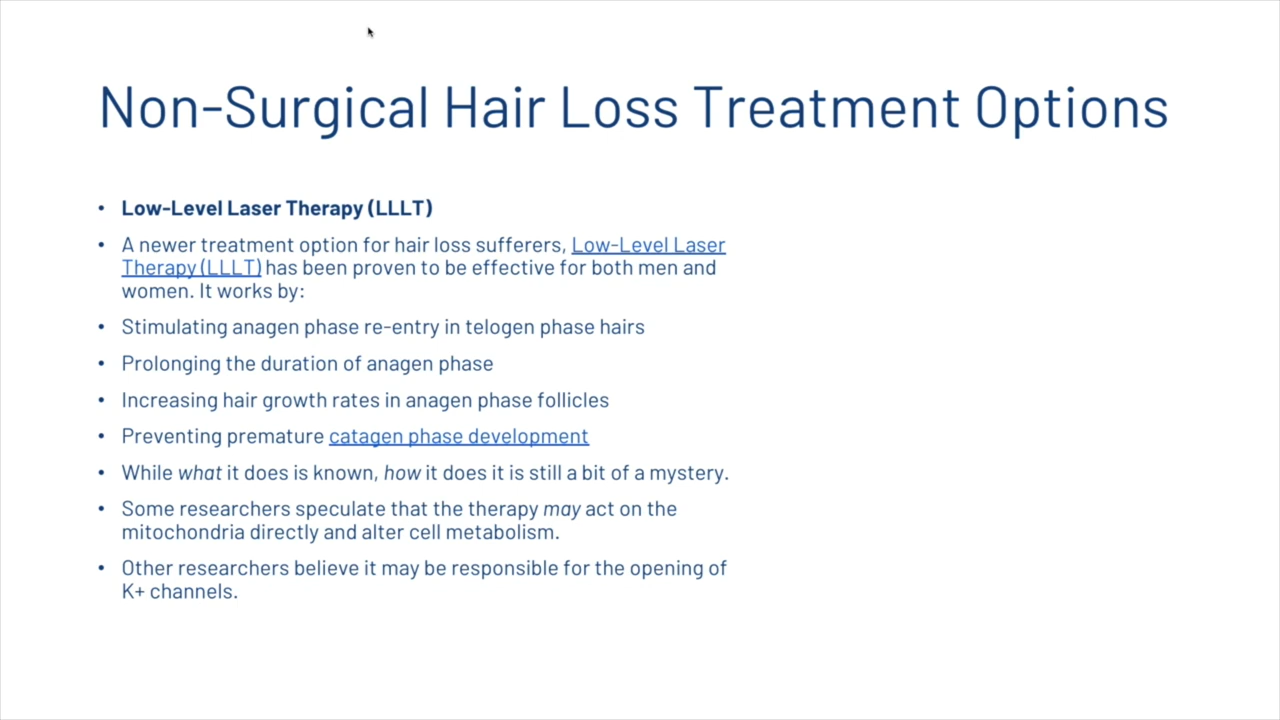 Non-Surgical Hair Loss Treatment Options
• Low-Level Laser Therapy (LLLT)
• A newer treatment option for hair loss sufferers, Low-Level Laser
Therapy (LLLT) has been proven to be effective for both men and
women. It works by:
• Stimulating anagen phase re-entry in telogen phase hairs
• Prolonging the duration of anagen phase
• Increasing hair growth rates in anagen phase follicles
• Preventing premature catagen phase development
• While what it does is known, how it does it is still a bit of a mystery.
• Some researchers speculate that the therapy may act on the
mitochondria directly and alter cell metabolism.
• Other researchers believe it may be responsible for the opening of
K+ channels.